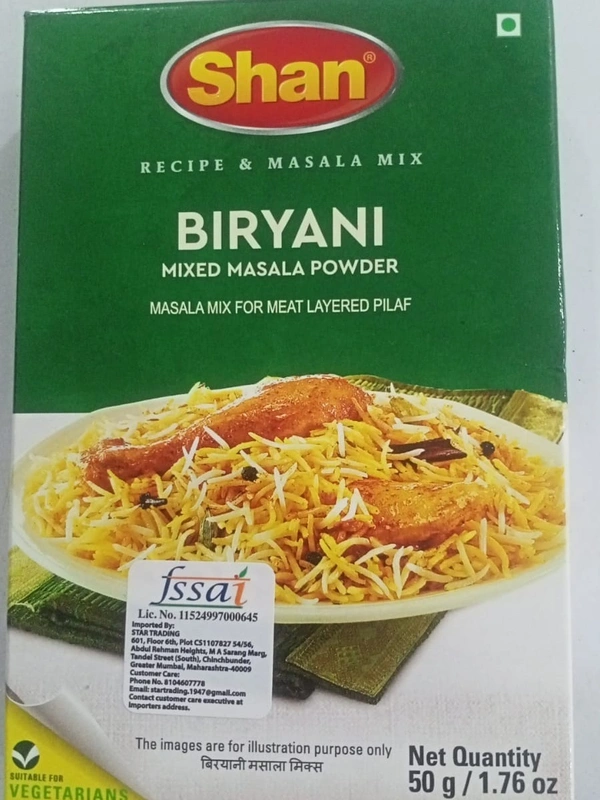 Shan®
RECIPE & MASALA MIX
BIRYANI
MIXED MASALA POWDER
MASALA MIX FOR MEAT LAYERED PILAF
fssai
Lic. No. 11524997000645
Imported By:
STAR TRADING
601, Floor 6th, Plot CS1107827 54/56,
Abdul Rehman Heights, M A Sarang Marg,
Tandel Street (South), Chinchbunder,
Greater Mumbai, Maharashtra-40009
Customer Care:
Phone No. 8104607778
Email: startrading.1947@gmail.com
Contact customer care executive at
Importers address.
The images are for illustration purpose only
बिरयानी मसाला मिक्स
Net Quantity
50 g / 1.76 oz
SUITABLE FOR
VEGETARIANS